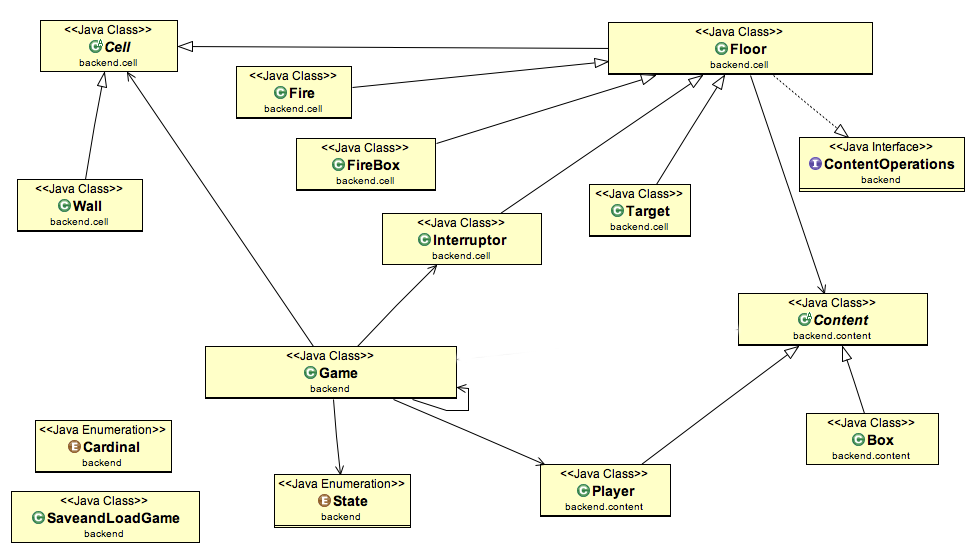 <<Java Class>>
Cell
backend.cell
<<Java Class>>
Floor
backend.cell
<<Java Class>>
Fire
backend.cell
<<Java Class>>
FireBox
backend.cell
<<Java Interface>>
ContentOperations
backend
<<Java Class>>
Wall
backend.cell
<<Java Class>>
Target
backend.cell
<<Java Class>>
Interruptor
backend.cell
<<Java Class>>
Content
backend.content
<<Java Class>>
Game
backend
<<Java Class>>
Box
backend.content
<<Java Enumeration>>
Cardinal
backend
<<Java Class>>
Player
backend.content
<<Java Enumeration>>
State
backend
<<Java Class>>
SaveandLoadGame
backend